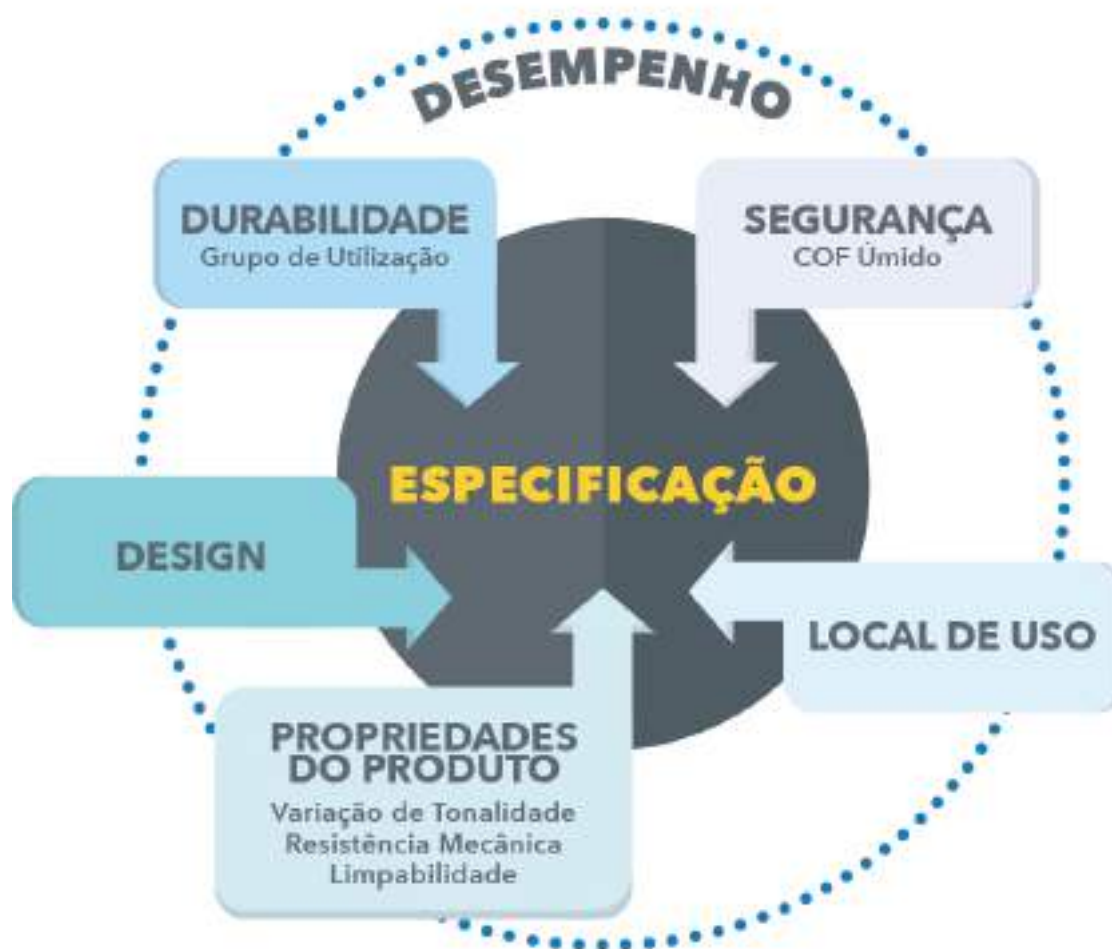 DESEMPENHO
DURABILIDADE
Grupo de Utilização
SEGURANÇA
COF Úmido
ESPECIFICAÇÃO
DESIGN
LOCAL DE USO
PROPRIEDADES
DO PRODUTO
Variação de Tonalidade
Resistência Mecânica
Limpabilidade